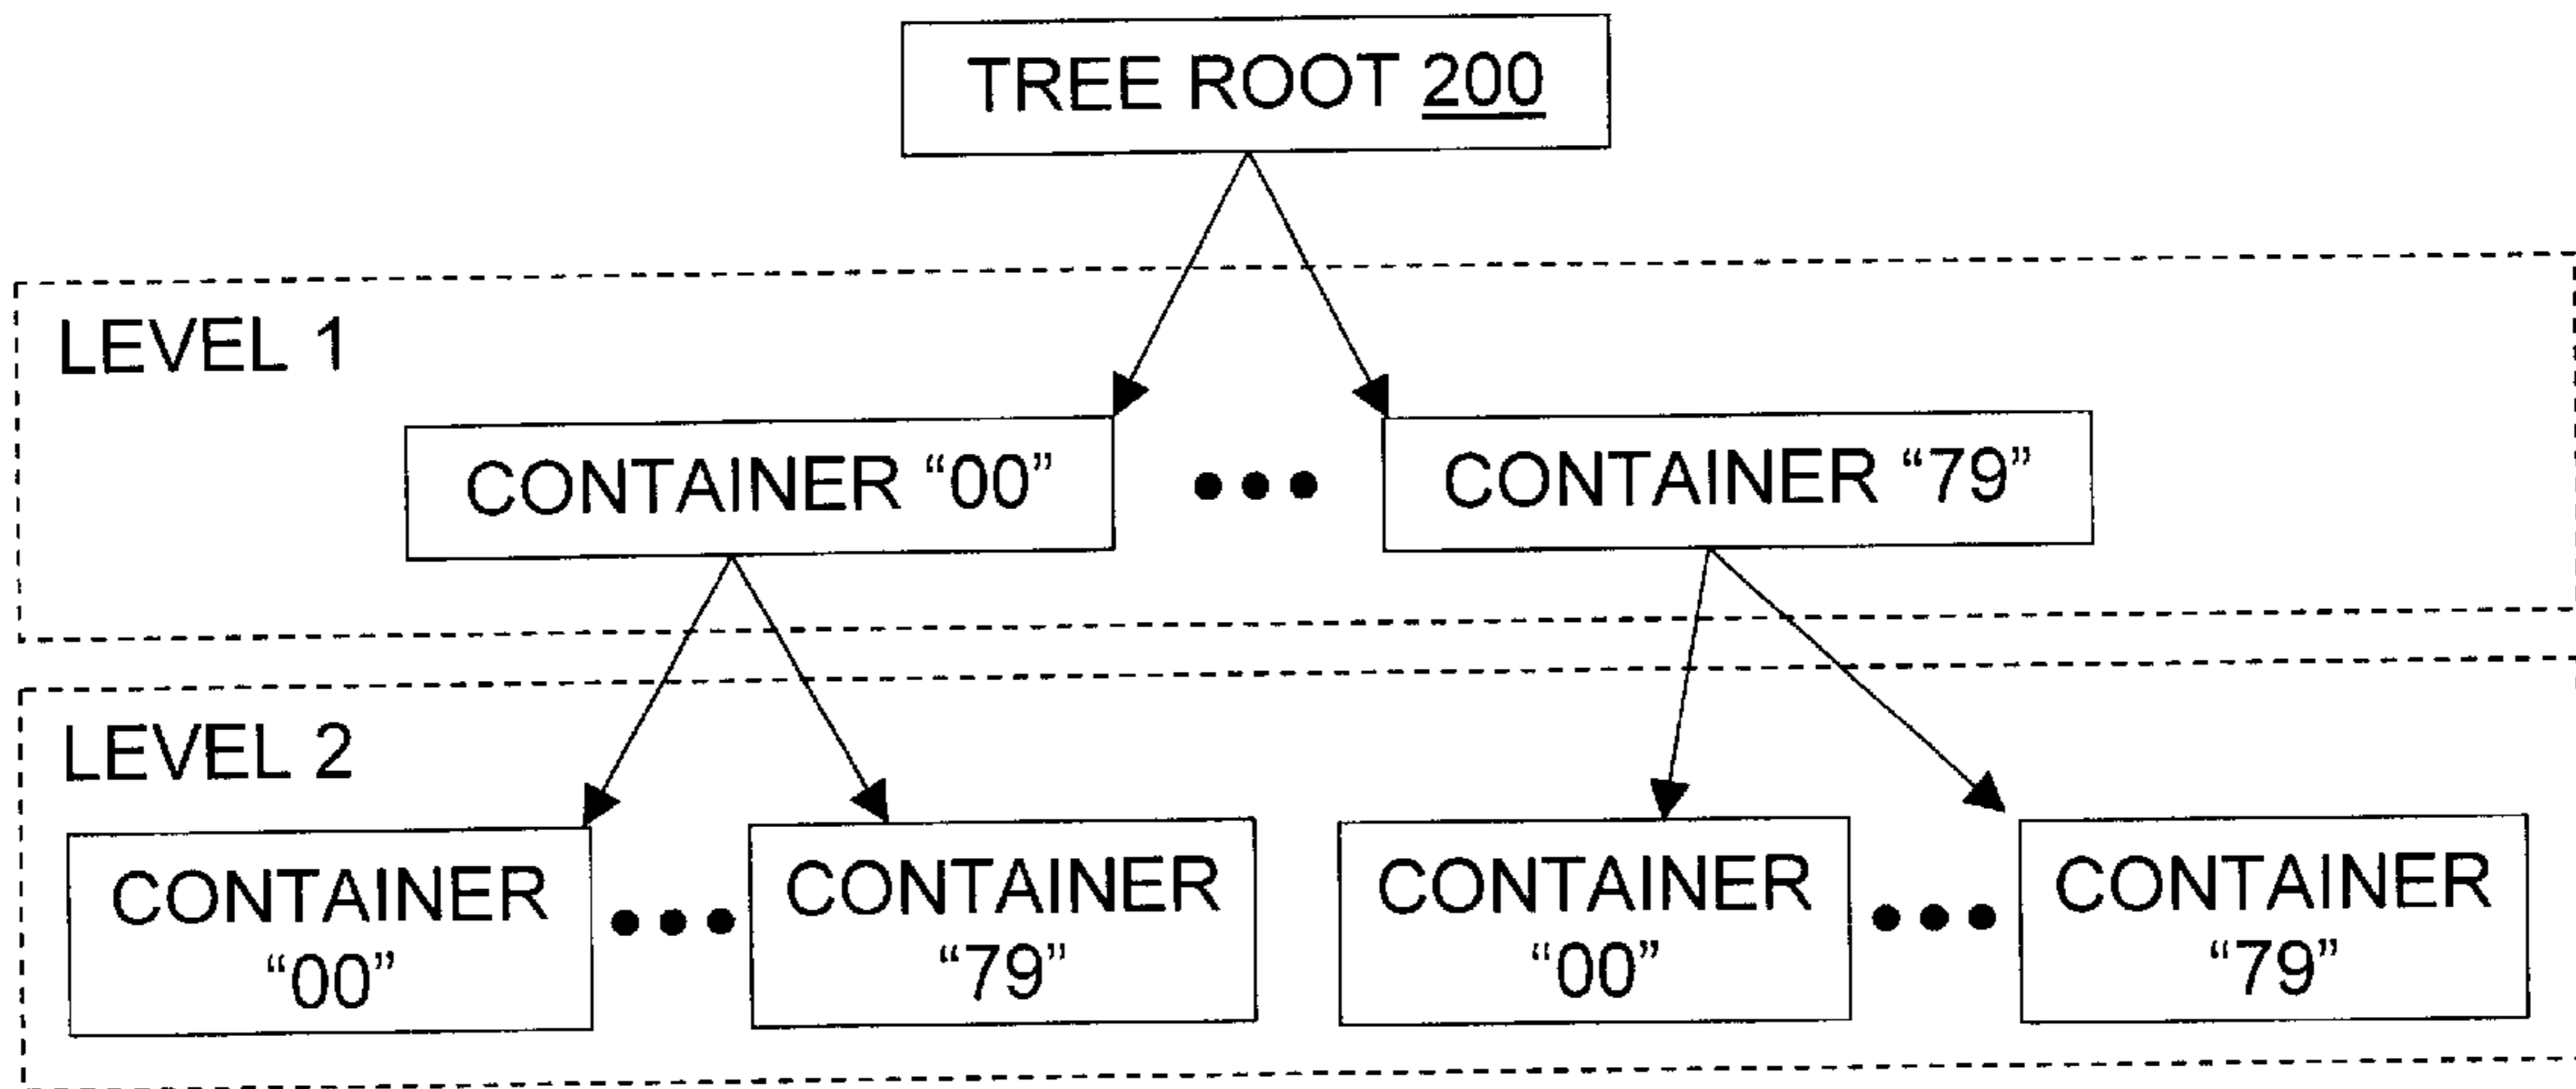 TREE ROOT 200
LEVEL 1
CONTAINER “00”
CONTAINER “79”
LEVEL 2
CONTAINER
“00”
CONTAINER
“79”
CONTAINER
“00”
CONTAINER
“79”